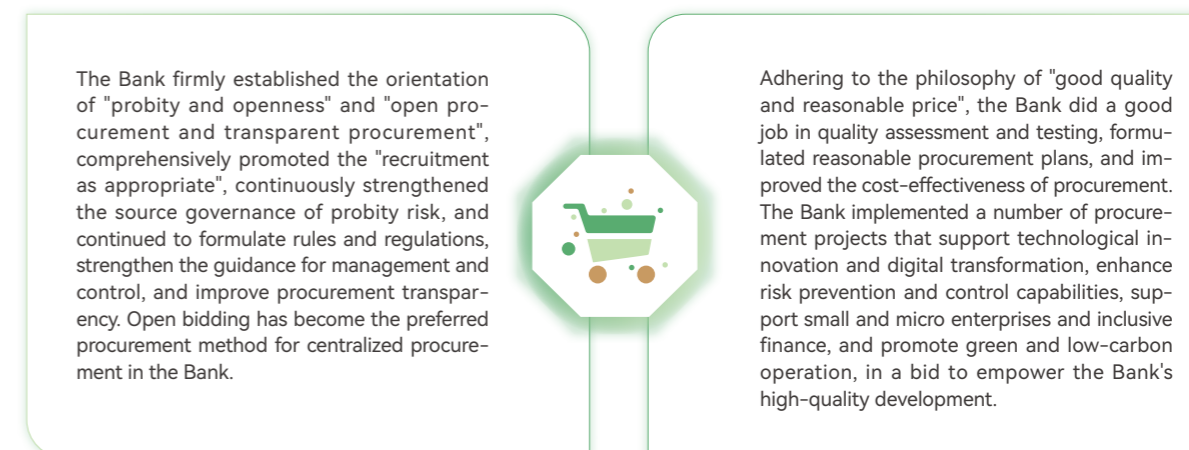 The Bank firmly established the orientation
of "probity and openness" and "open pro-
curement and transparent procurement",
comprehensively promoted the "recruitment
as appropriate", continuously strengthened
the source governance of probity risk, and
continued to formulate rules and regulations,
strengthen the guidance for management and
control, and improve procurement transpar-
ency. Open bidding has become the preferred
procurement method for centralized procure-
ment in the Bank.
Adhering to the philosophy of "good quality
and reasonable price", the Bank did a good
job in quality assessment and testing, formu-
lated reasonable procurement plans, and im-
proved the cost-effectiveness of procurement.
The Bank implemented a number of procure-
ment projects that support technological in-
novation and digital transformation, enhance
risk prevention and control capabilities, sup-
port small and micro enterprises and inclusive
finance, and promote green and low-carbon
operation, in a bid to empower the Bank's
high-quality development.